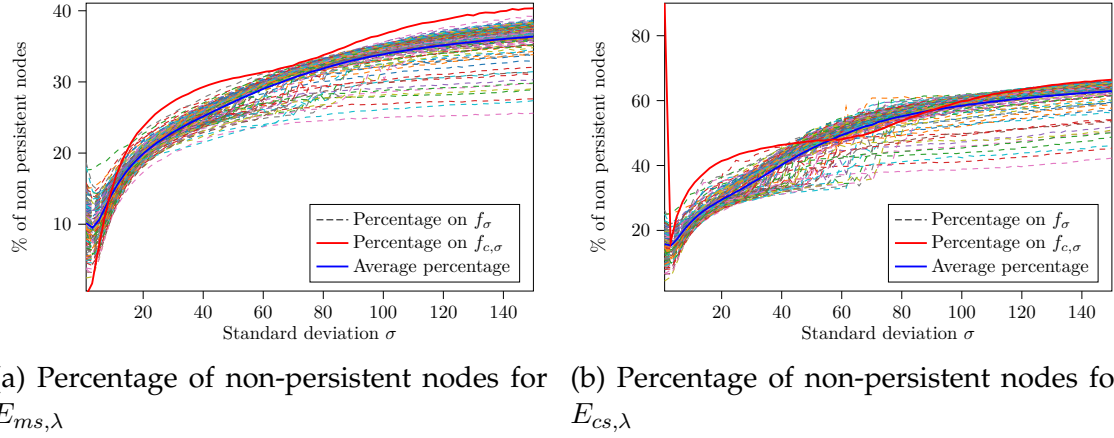 % of non persistent nodes
40
30
20
10
20 40 60 80 100 120 140
Standard deviation σ
Percentage on f_σ
Percentage on f_{c,σ}
Average percentage
a) Percentage of non-persistent nodes for
E_{ms,λ}
% of non persistent nodes
80
60
40
20
20 40 60 80 100 120 140
Standard deviation σ
Percentage on f_σ
Percentage on f_{c,σ}
Average percentage
(b) Percentage of non-persistent nodes fo
E_{cs,λ}